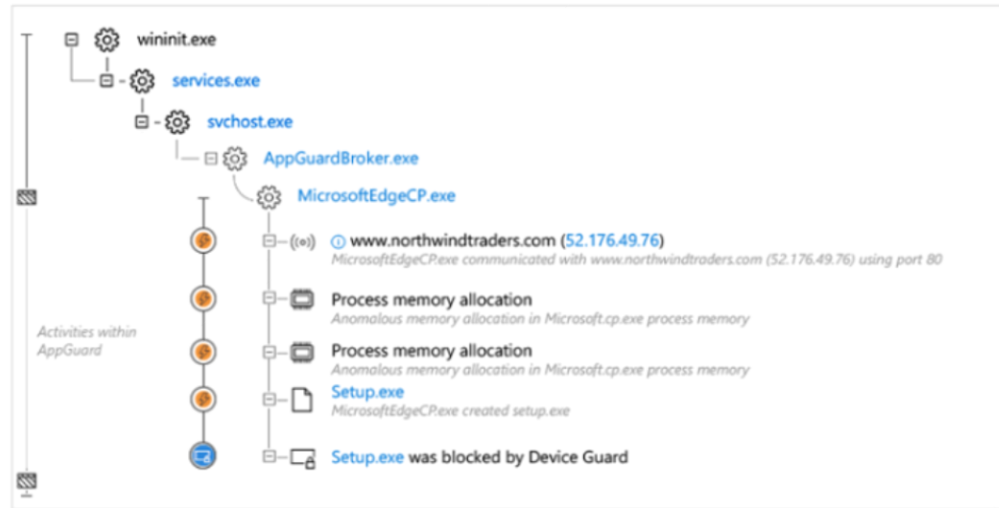 wininit.exe
services.exe
svchost.exe
AppGuardBroker.exe
MicrosoftEdgeCP.exe
www.northwindtraders.com (52.176.49.76)
MicrosoftEdgeCP.exe communicated with www.northwindtraders.com (52.176.49.76) using port 80
Process memory allocation
Anomalous memory allocation in Microsoft.cp.exe process memory
Activities within
AppGuard
Process memory allocation
Anomalous memory allocation in Microsoft.cp.exe process memory
Setup.exe
MicrosoftEdgeCP.exe created setup.exe
Setup.exe was blocked by Device Guard